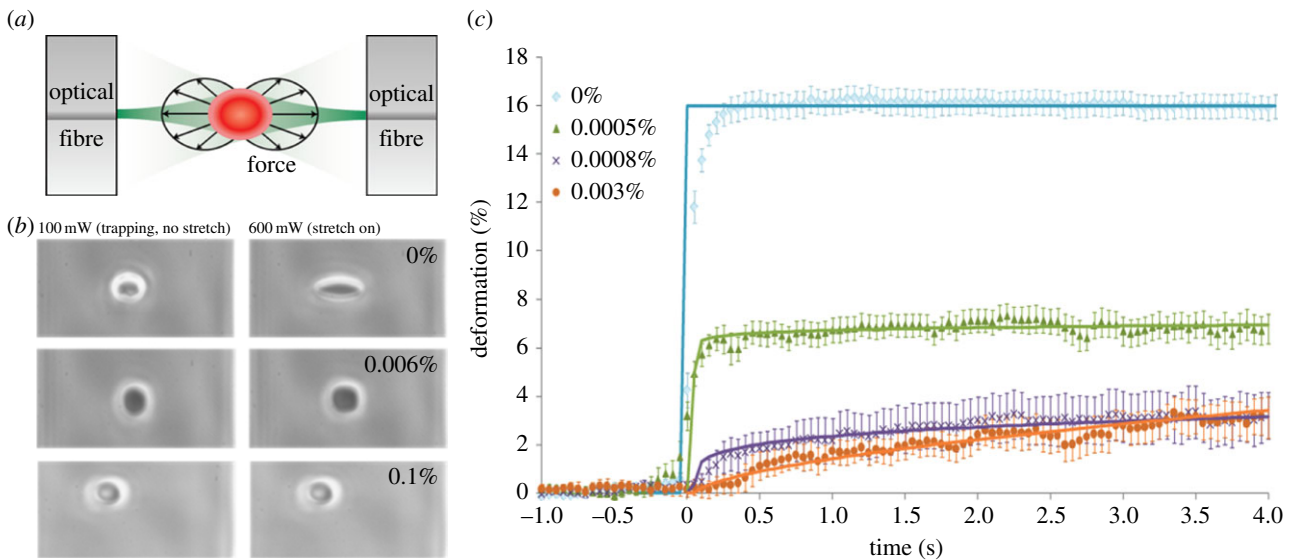 (a)
optical
fibre
optical
fibre
force
(b) 100 mW (trapping, no stretch) 600 mW (stretch on)
0%
0.006%
0.1%
(c)
18
16
14
12
10
8
6
4
2
0
deformation (%)
0%
0.0005%
0.0008%
0.003%
–1.0 –0.5 0 0.5 1.0 1.5 2.0 2.5 3.0 3.5 4.0
time (s)